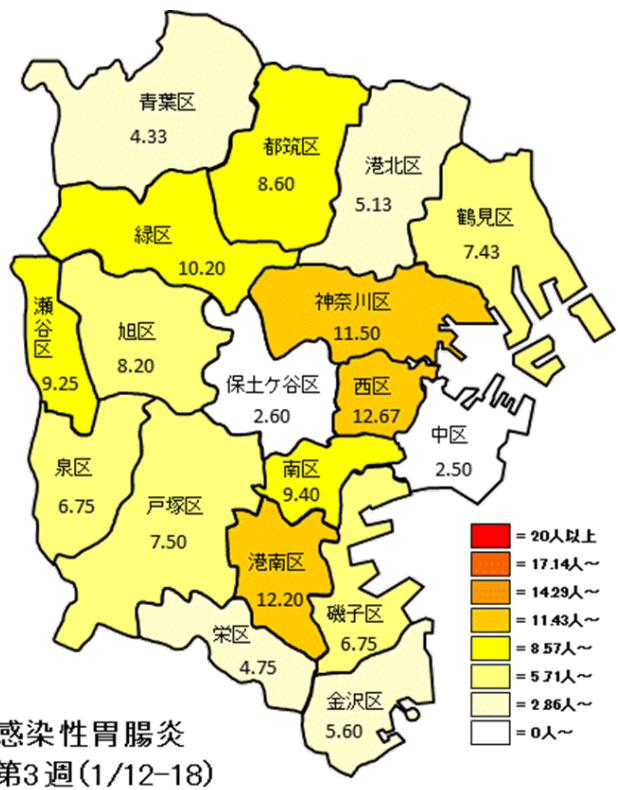 青葉区
4.33
都筑区
8.60
港北区
5.13
鶴見区
7.43
緑区
10.20
瀬谷区
9.25
旭区
8.20
神奈川区
11.50
保土ケ谷区
2.60
西区
12.67
中区
2.50
泉区
6.75
戸塚区
7.50
南区
9.40
港南区
12.20
磯子区
6.75
栄区
4.75
金沢区
5.60
= 20人以上
= 17.14人～
= 14.29人～
= 11.43人～
= 8.57人～
= 5.71人～
= 2.86人～
= 0人～
感染性胃腸炎
第3週(1/12-18)